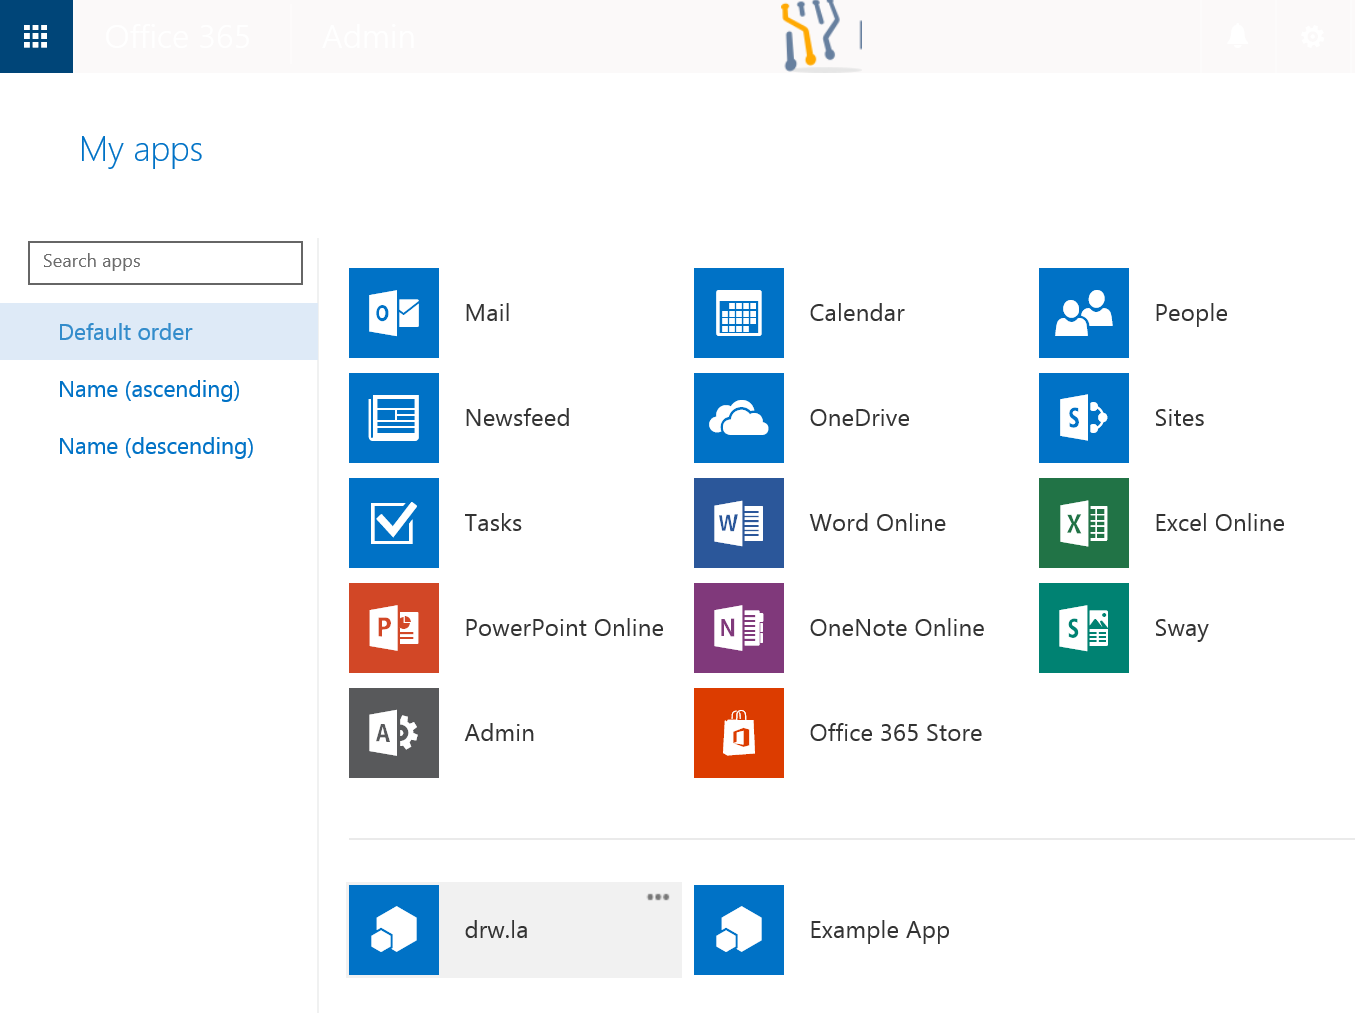 Office 365
Admin
My apps
Search apps
Default order
Name (ascending)
Name (descending)
Mail
Calendar
People
Newsfeed
OneDrive
Sites
Tasks
Word Online
Excel Online
PowerPoint Online
OneNote Online
Sway
Admin
Office 365 Store
drw.la
Example App